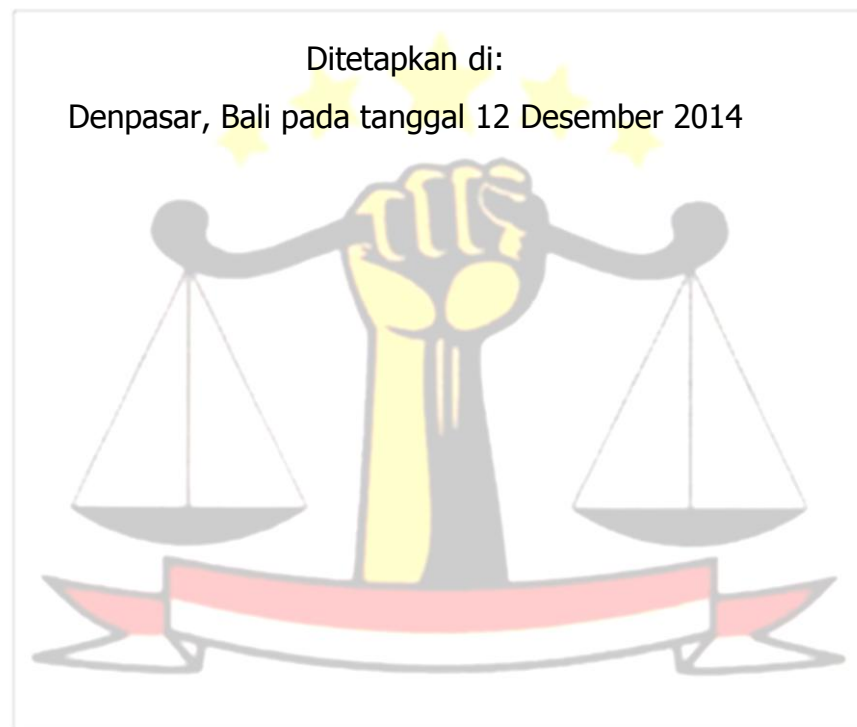 Ditetapkan di:
Denpasar, Bali pada tanggal 12 Desember 2014